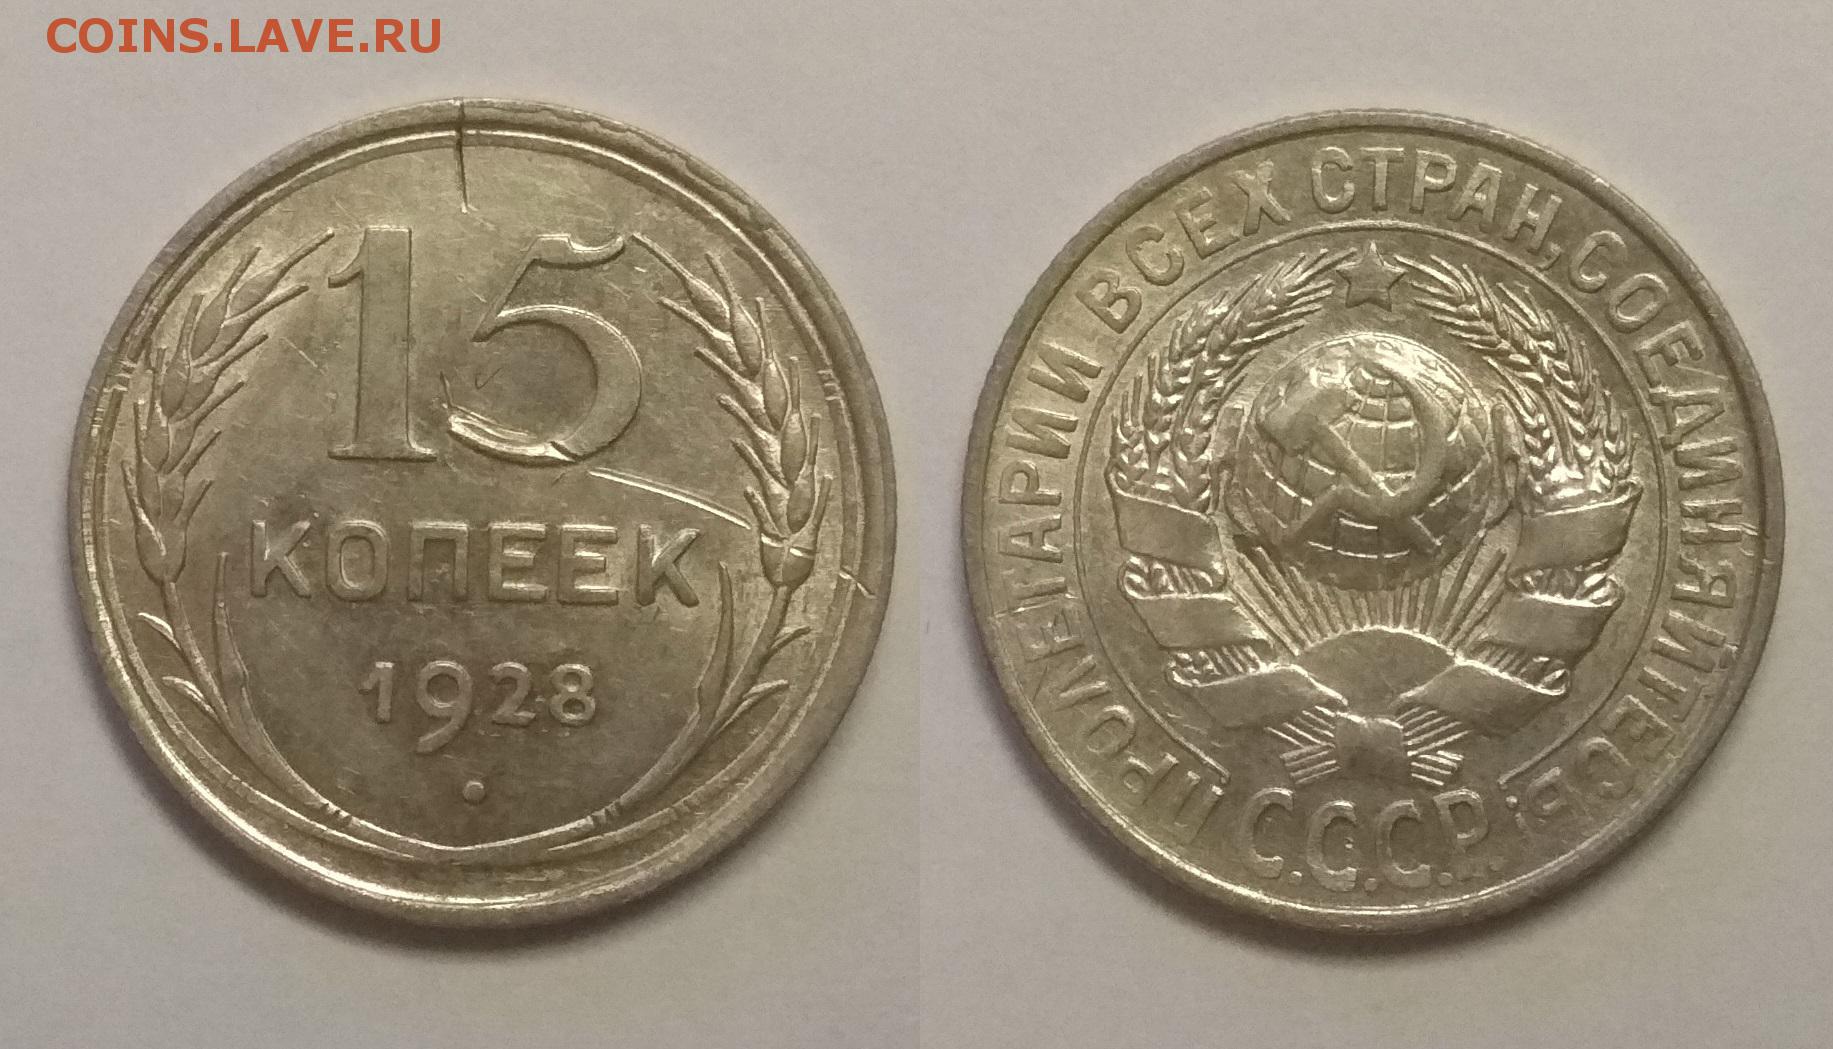 COINS.LAVE.RU
15
КОПЕЕК
1928
ПРОЛЕТАРИИ ВСЕХ СТРАН, СОЕДИНЯЙТЕСЬ!
С.С.С.Р.